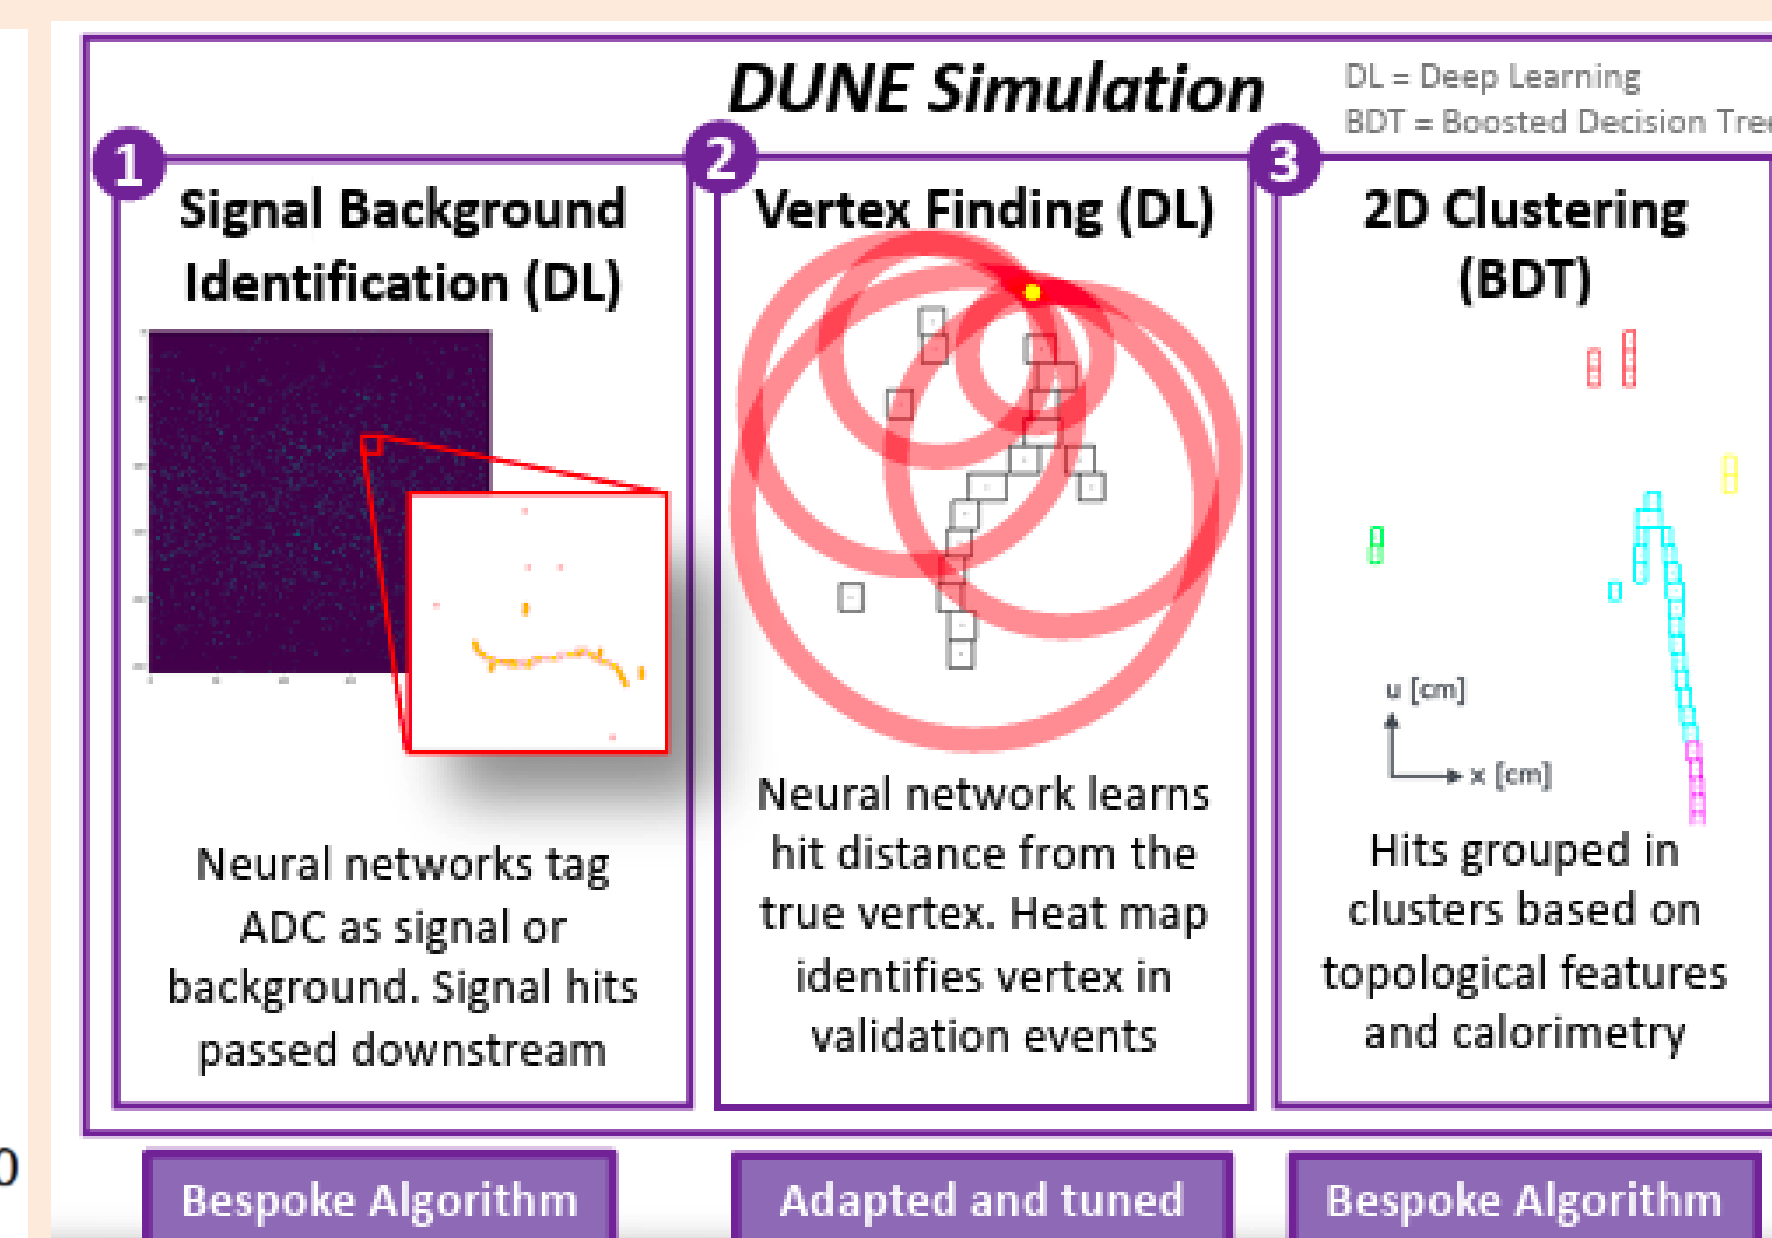 DUNE Simulation
DL = Deep Learning
BDT = Boosted Decision Tree
1
Signal Background
Identification (DL)
Neural networks tag
ADC as signal or
background. Signal hits
passed downstream
2
Vertex Finding (DL)
Neural network learns
hit distance from the
true vertex. Heat map
identifies vertex in
validation events
3
2D Clustering
(BDT)
u [cm]
x [cm]
Hits grouped in
clusters based on
topological features
and calorimetry
0
Bespoke Algorithm
Adapted and tuned
Bespoke Algorithm